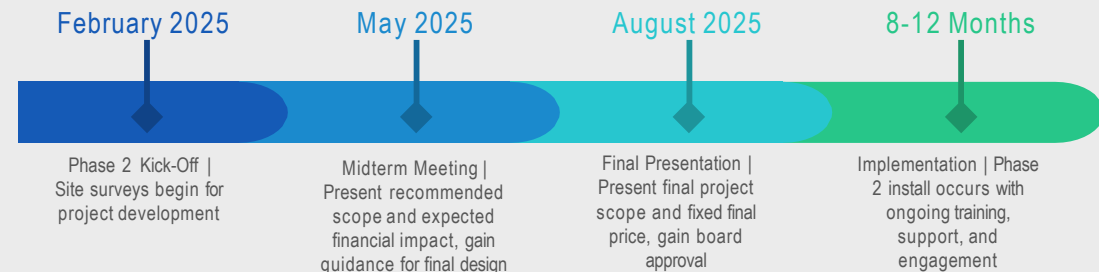 February 2025
May 2025
August 2025
8-12 Months
Phase 2 Kick-Off |
Site surveys begin for
project development
Midterm Meeting |
Present recommended
scope and expected
financial impact, gain
guidance for final design
Final Presentation |
Present final project
scope and fixed final
price, gain board
approval
Implementation | Phase
2 install occurs with
ongoing training,
support, and
engagement